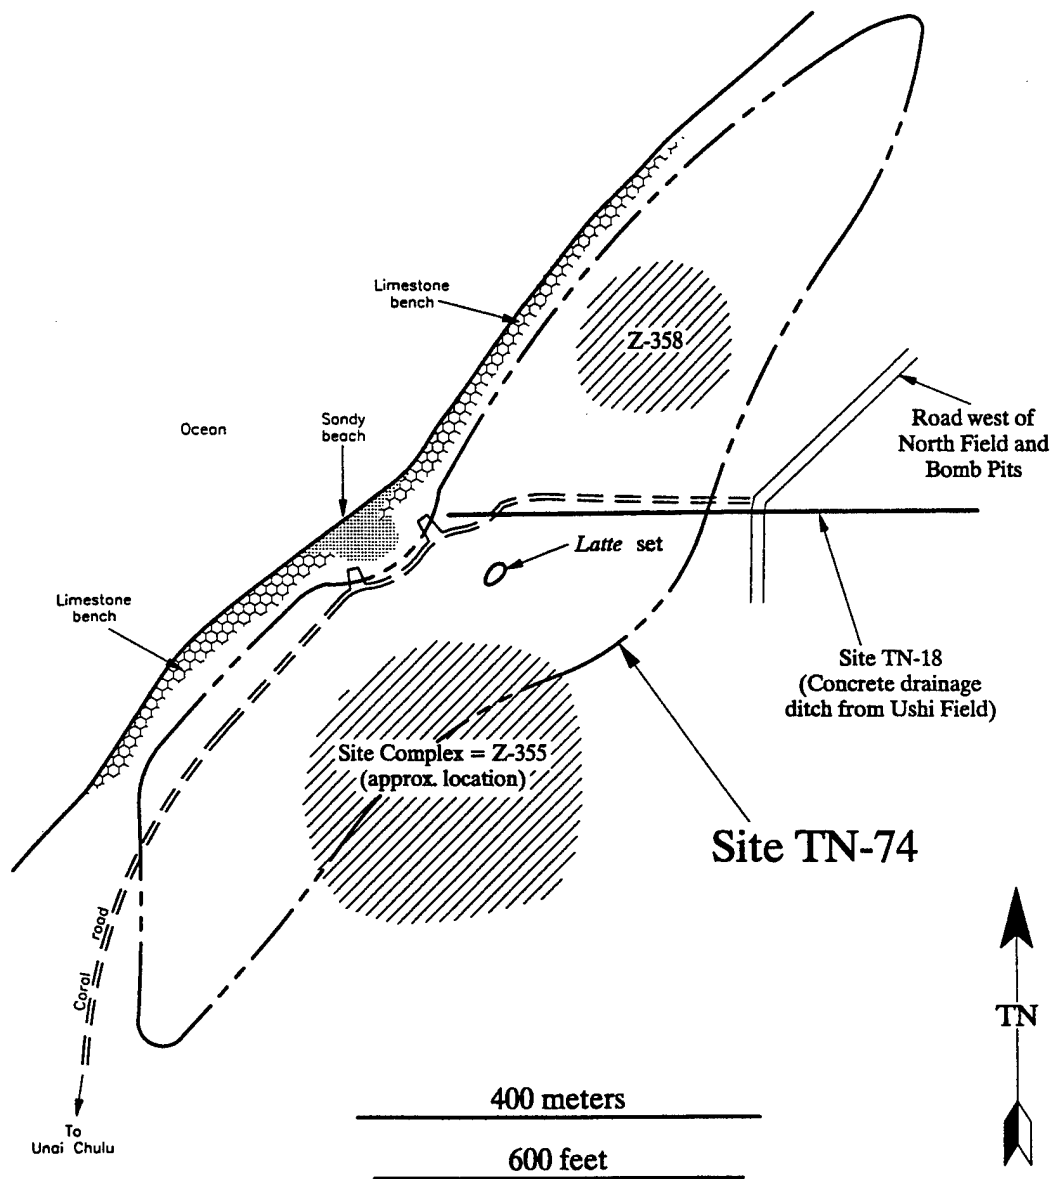 Limestone
bench
Z-358
Ocean
Sandy
beach
Road west of
North Field and
Bomb Pits
Latte set
Limestone
bench
Site TN-18
(Concrete drainage
ditch from Ushi Field)
Site Complex = Z-355
(approx. location)
Site TN-74
Coral road
TN
400 meters
To
Unai Chulu
600 feet